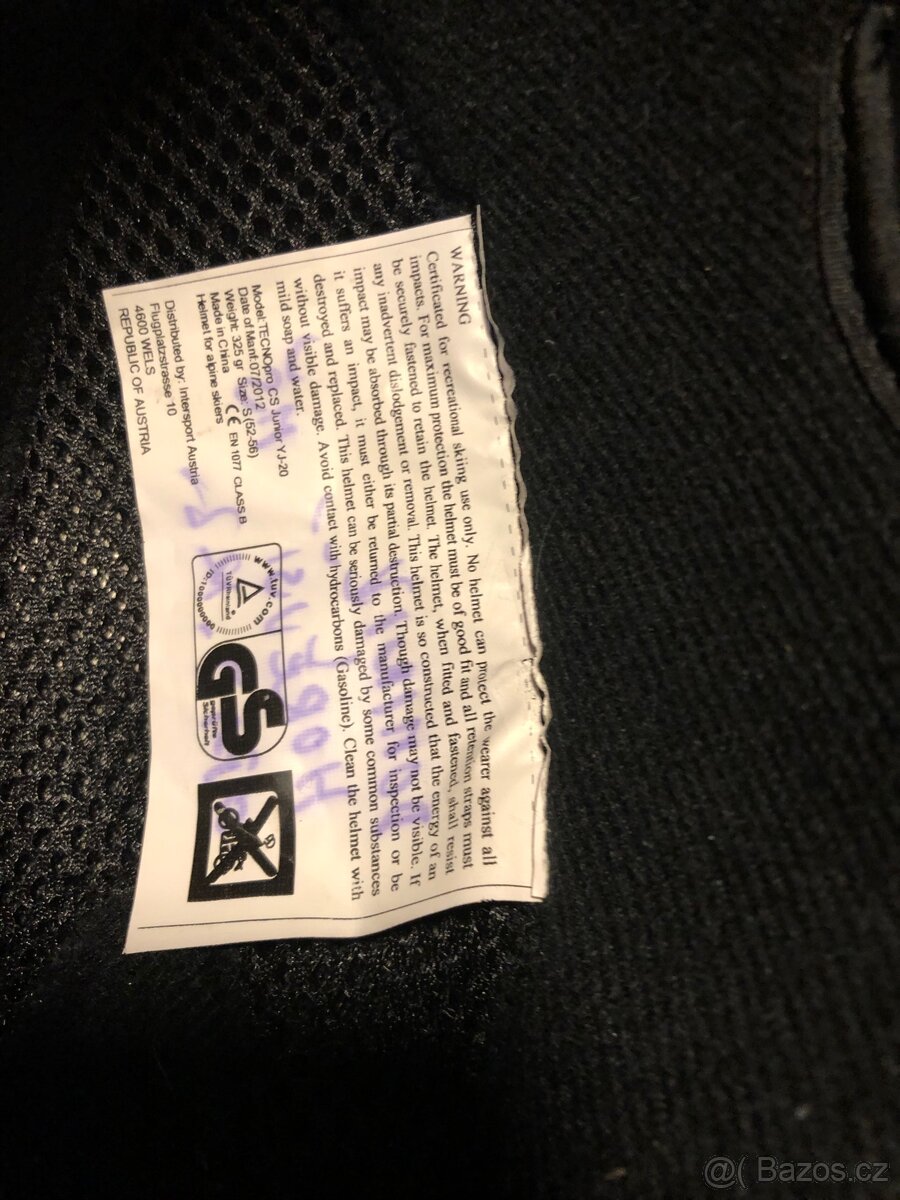 WARNING
Certificated for recreational skiing use only. No helmet can protect the wearer against all
impacts. For maximum protection the helmet must be of good fit and all retention straps must
be securely fastened to retain the helmet. The helmet, when fitted and fastened, shall resist
any inadvertent dislodgement or removal. This helmet is so constructed that the energy of an
impact may be absorbed through its partial destruction. Though damage may not be visible. If
it suffers an impact, it must either be returned to the manufacturer for inspection or be
destroyed and replaced. This helmet can be seriously damaged by some common substances
without visible damage. Avoid contact with hydrocarbons (Gasoline). Clean the helmet with
mild soap and water.
Model:TECNOpro CS Junior YJ-20
Date of Manf:07/2012
Weight: 325 gr Size: S(52-56)
Made in China CE EN1077 CLASS B
Helmet for alpine skiers
Distributed by: Intersport Austria
Flugplatzstrasse 10
4600 WELS
REPUBLIC OF AUSTRIA
www.tuv.com
TÜVRheinland
ID:1000000000
GS
geprüfte
Sicherheit
@( Bazos.cz